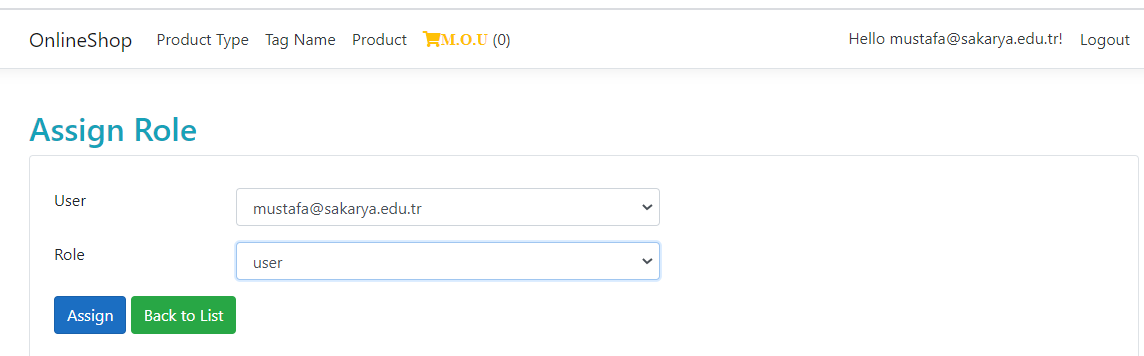 OnlineShop Product Type Tag Name Product M.O.U (0) Hello mustafa@sakarya.edu.tr! Logout
Assign Role
User mustafa@sakarya.edu.tr
Role user
Assign Back to List